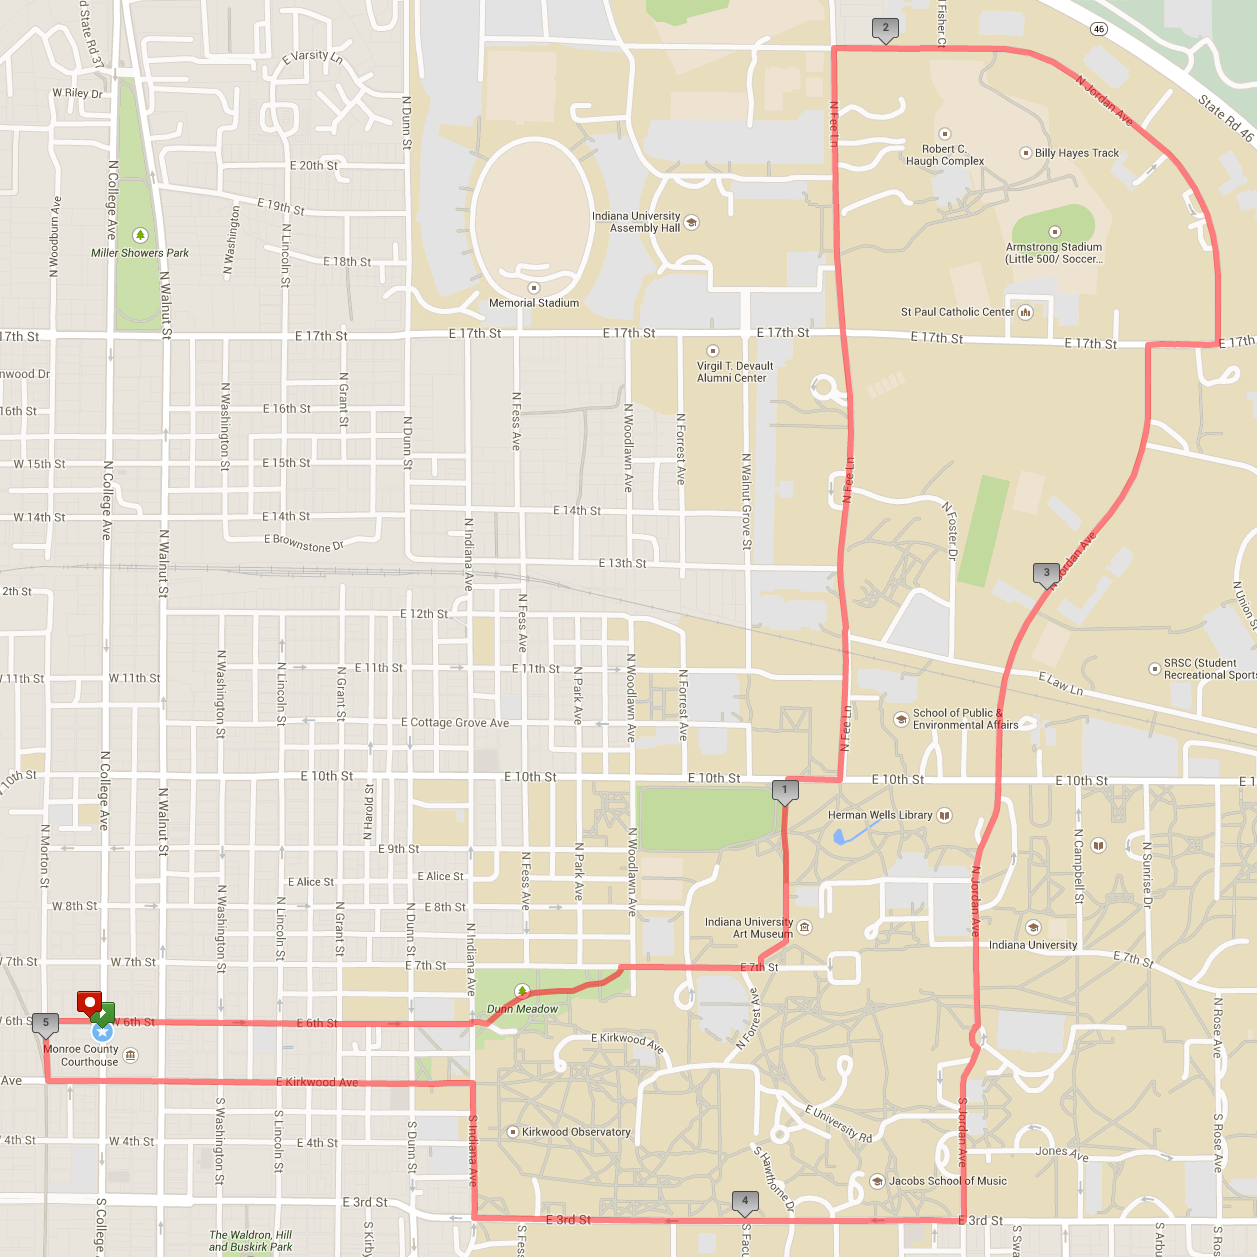 d State Rd 37
E Varsity Ln
N Fisher Ct
2
46
W Riley Dr
N Dunn St
N Fee Ln
N Jordan Ave
State Rd 46
E 20th St
Robert C.
Haugh Complex
Billy Hayes Track
N College Ave
N Woodburn Ave
E 19th St
N Washington
N Lincoln St
Indiana University
Assembly Hall
Miller Showers Park
E 18th St
Armstrong Stadium
(Little 500/ Soccer...
N Walnut St
Memorial Stadium
St Paul Catholic Center
17th St
E 17th St
E 17th St
E 17th St
E 17th St
E 17th St
E 17th St
E 17th
Virgil T. Devault
Alumni Center
nwood Dr
N Washington St
N Grant St
16th St
E 16th St
N Fess Ave
N Woodlawn Ave
N Forrest Ave
N Dunn St
W 15th St
E 15th St
N College Ave
N Walnut Grove St
N Fee Ln
W 14th St
E 14th St
E 14th St
N Foster Dr
E Brownstone Dr
N Walnut St
N Indiana Ave
E 13th St
N Jordan Ave
3
2th St
N Fess Ave
E 12th St
N Union St
/ 11th St
W 11th St
N Washington St
N Lincoln St
N Grant St
E 11th St
E 11th St
N Park Ave
N Woodlawn Ave
N Forrest Ave
SRSC (Student
Recreational Sports
E Law Ln
E Cottage Grove Ave
N Fee Ln
School of Public &
Environmental Affairs
10th St
E 10th St
E 10th St
E 10th St
E 10th St
E 10th St
E 1
N College Ave
N Walnut St
N Harold St
1
Herman Wells Library
N Morton St
E 9th St
N Woodlawn Ave
N Fess Ave
N Park Ave
N Campbell St
N Sunrise Dr
E Alice St
E Alice St
N Jordan Ave
W 8th St
E 8th St
N Washington St
N Lincoln St
N Grant St
N Dunn St
N Indiana Ave
Indiana University
Art Museum
Indiana University
W 7th St
W 7th St
E 7th St
E 7th St
E 7th St
Dunn Meadow
N Forrest Ave
N Rose Ave
5
W 6th St
W 6th St
E 6th St
Monroe County
Courthouse
E Kirkwood Ave
Ave
E Kirkwood Ave
S Washington St
S Lincoln St
S Dunn St
S Indiana Ave
E University Rd
S Jordan Ave
S Rose Ave
Kirkwood Observatory
4th St
W 4th St
E 4th St
Jones Ave
S Hawthorne Dr
Jacobs School of Music
E 3rd St
4
E 3rd St
E 3rd St
S College
S Kirk
S Fess
S Facu
S Swa
S Arbu
S Ros
The Waldron, Hill
and Buskirk Park